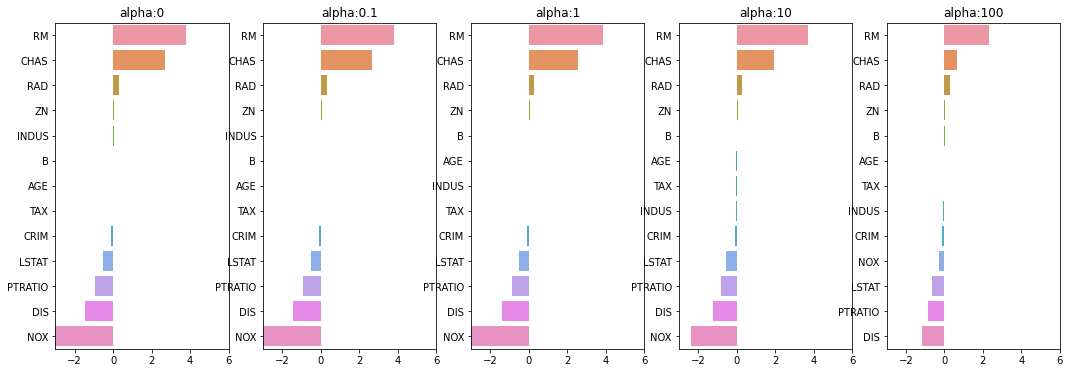 alpha:0
RM
CHAS
RAD
ZN
INDUS
B
AGE
TAX
CRIM
LSTAT
PTRATIO
DIS
NOX
−2 0 2 4 6
alpha:0.1
RM
CHAS
RAD
ZN
INDUS
B
AGE
TAX
CRIM
LSTAT
PTRATIO
DIS
NOX
−2 0 2 4 6
alpha:1
RM
CHAS
RAD
ZN
B
AGE
INDUS
TAX
CRIM
LSTAT
PTRATIO
DIS
NOX
−2 0 2 4 6
alpha:10
RM
CHAS
RAD
ZN
B
AGE
TAX
INDUS
CRIM
LSTAT
PTRATIO
DIS
NOX
−2 0 2 4 6
alpha:100
RM
CHAS
RAD
ZN
B
AGE
TAX
INDUS
CRIM
NOX
LSTAT
PTRATIO
DIS
−2 0 2 4 6